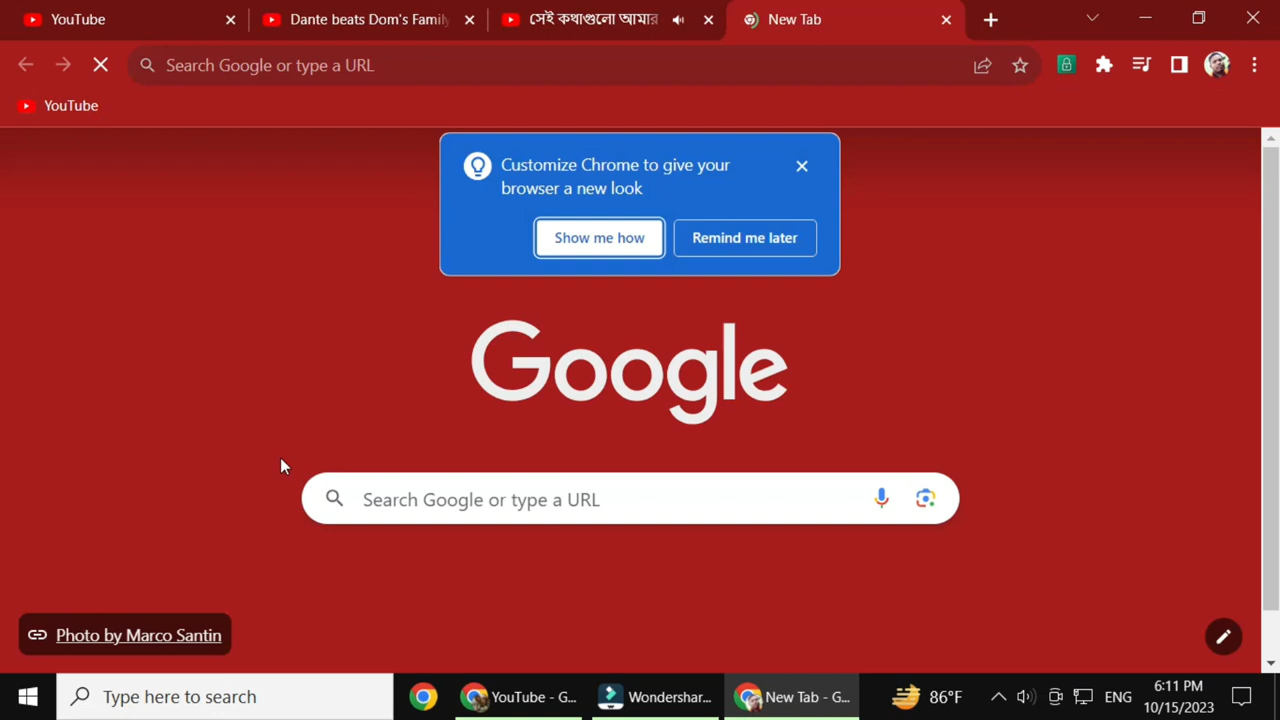 YouTube
Dante beats Dom's Family
সেই কথাগুলো আমার
New Tab
Search Google or type a URL
YouTube
Customize Chrome to give your
browser a new look
Show me how
Remind me later
Google
Search Google or type a URL
Photo by Marco Santin
Type here to search
YouTube - G...
Wondershar...
New Tab - G...
86°F
ENG
6:11 PM
10/15/2023